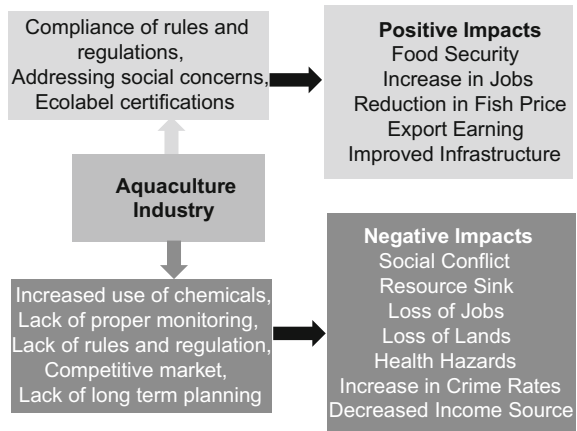 Compliance of rules and
regulations,
Addressing social concerns,
Ecolabel certifications
Positive Impacts
Food Security
Increase in Jobs
Reduction in Fish Price
Export Earning
Improved Infrastructure
Aquaculture
Industry
Increased use of chemicals,
Lack of proper monitoring,
Lack of rules and regulation,
Competitive market,
Lack of long term planning
Negative Impacts
Social Conflict
Resource Sink
Loss of Jobs
Loss of Lands
Health Hazards
Increase in Crime Rates
Decreased Income Source